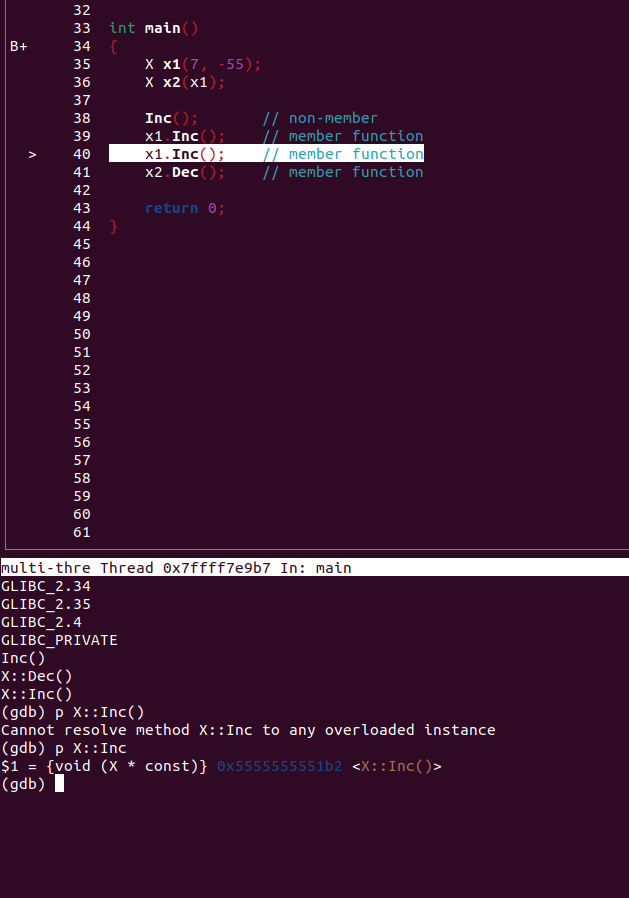 32
33 int main()
B+ 34 {
35 X x1(7, -55);
36 X x2(x1);
37
38 Inc(); // non-member
39 x1.Inc(); // member function
> 40 x1.Inc(); // member function
41 x2.Dec(); // member function
42
43 return 0;
44 }
45
46
47
48
49
50
51
52
53
54
55
56
57
58
59
60
61
multi-thre Thread 0x7ffff7e9b7 In: main
GLIBC_2.34
GLIBC_2.35
GLIBC_2.4
GLIBC_PRIVATE
Inc()
X::Dec()
X::Inc()
(gdb) p X::Inc()
Cannot resolve method X::Inc to any overloaded instance
(gdb) p X::Inc
$1 = {void (X * const)} 0x5555555551b2 <X::Inc()>
(gdb)